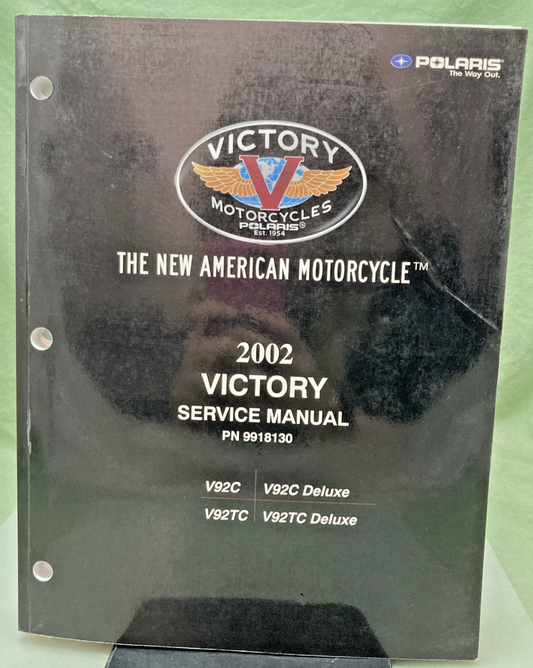 POLARIS®
The Way Out.
VICTORY
V
MOTORCYCLES
POLARIS®
Est. 1954
THE NEW AMERICAN MOTORCYCLE™
2002
VICTORY
SERVICE MANUAL
PN 9918130
V92C V92C Deluxe
V92TC V92TC Deluxe